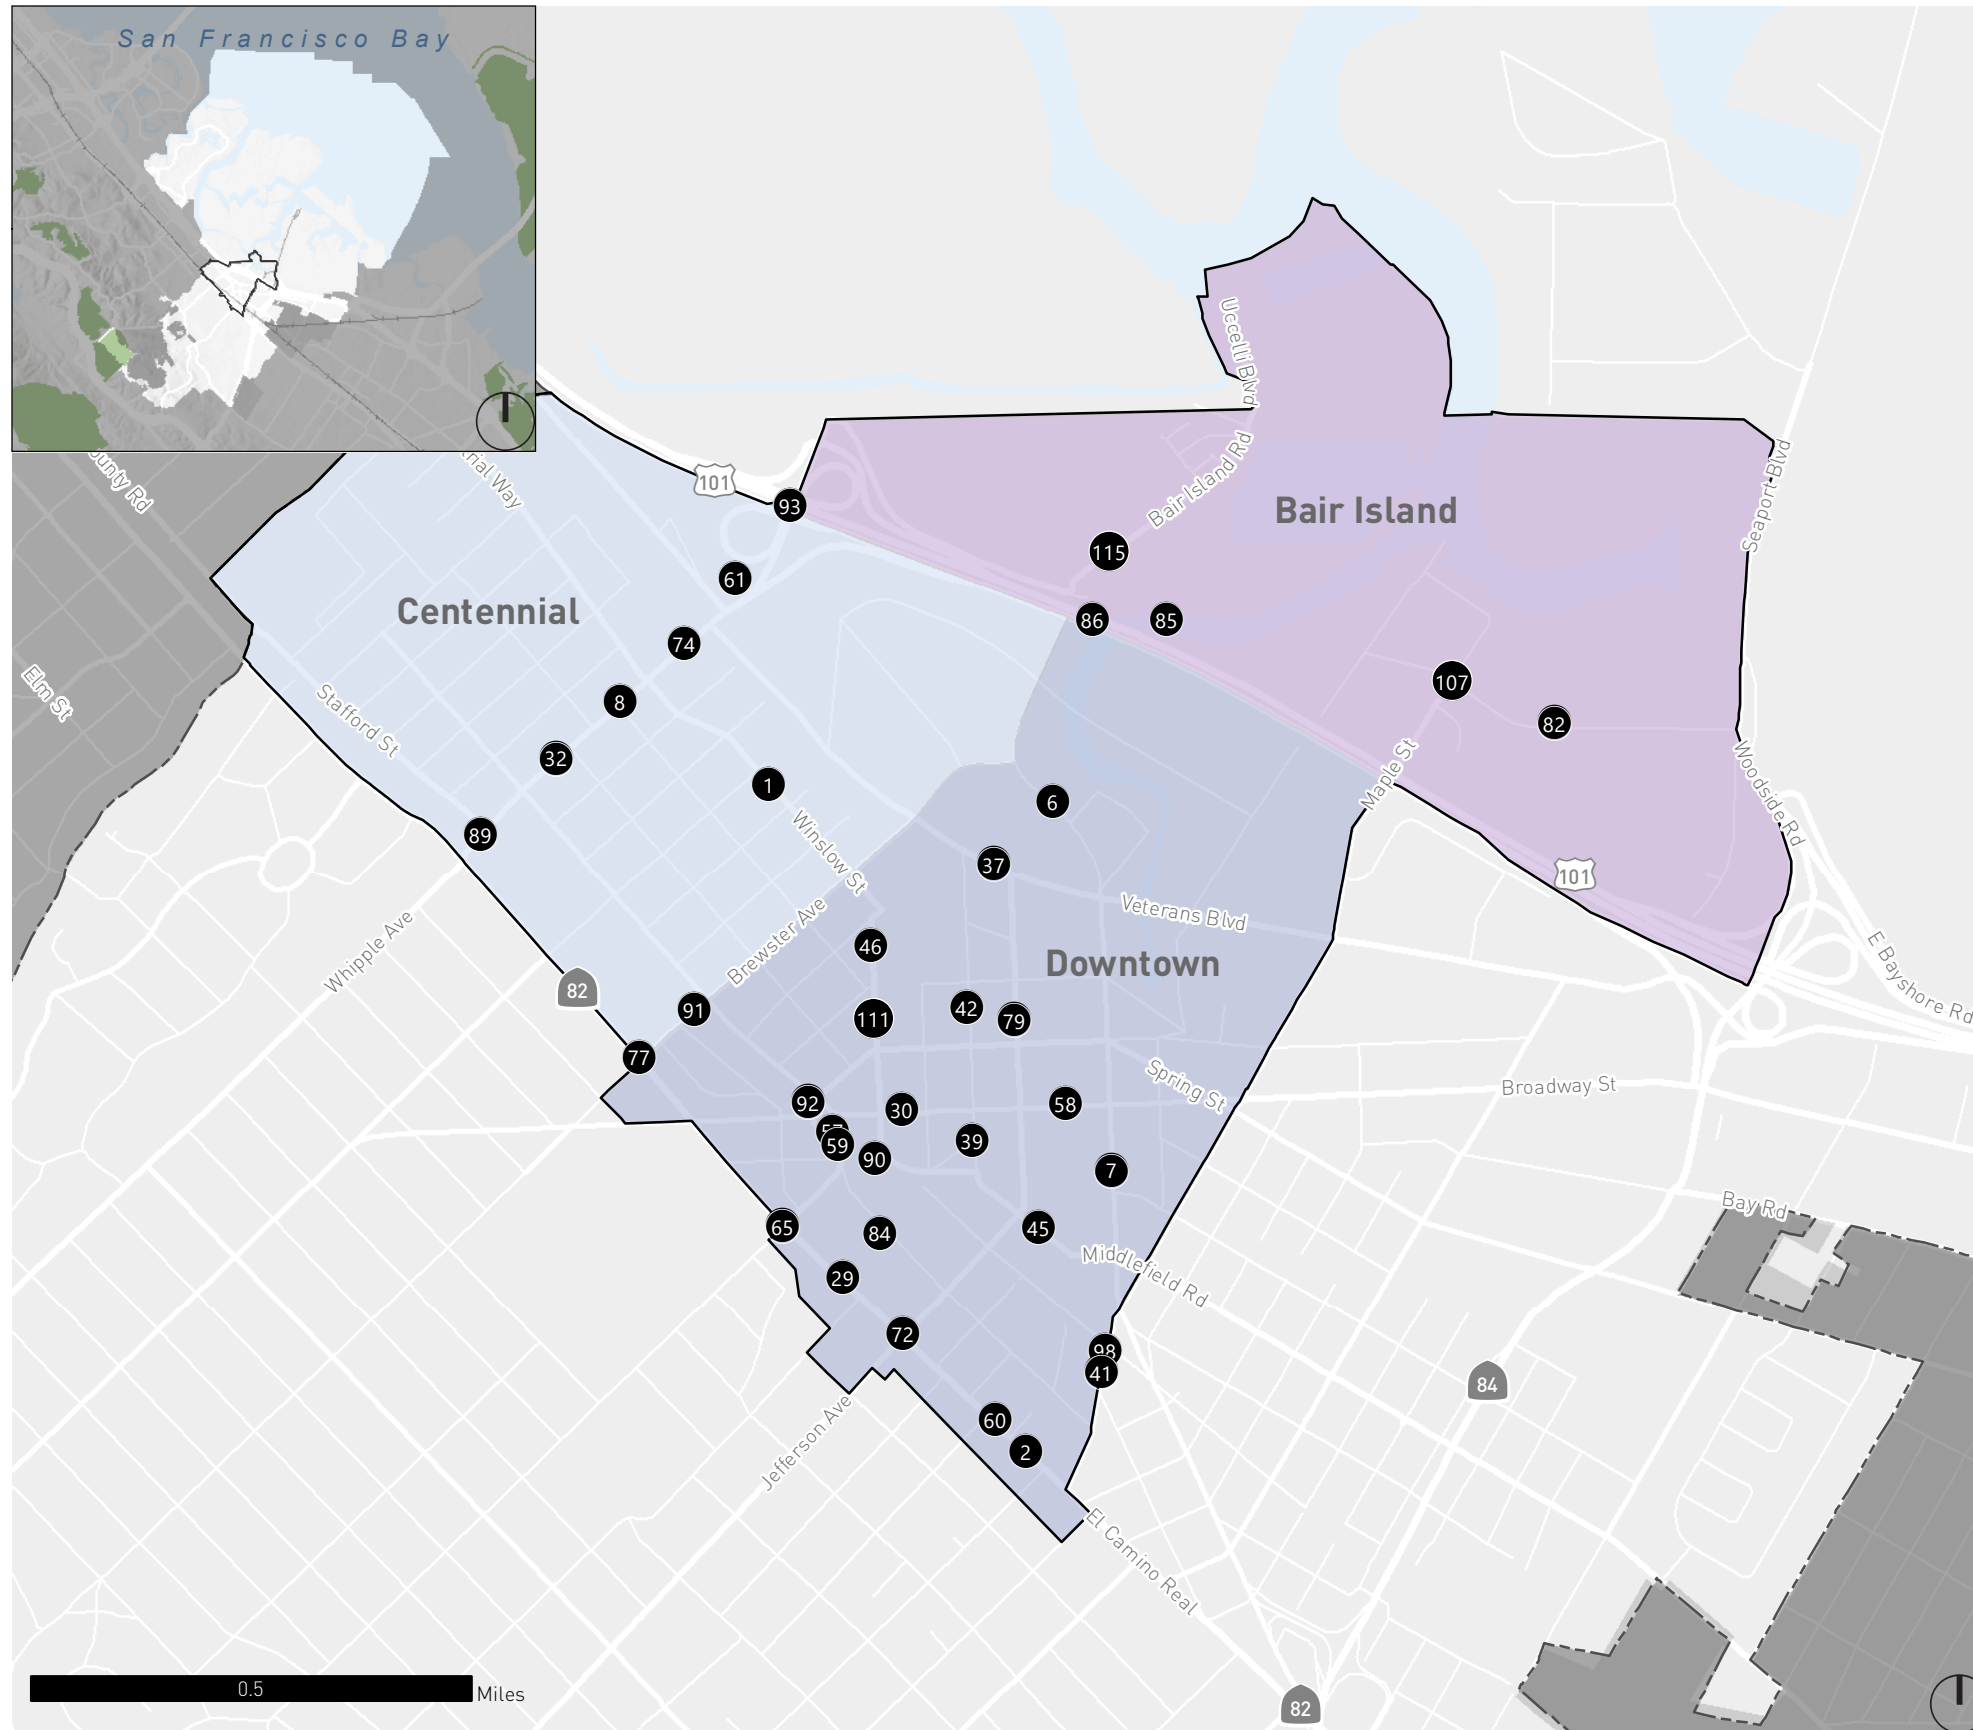 San Francisco Bay
101
93
Uccelli Blvd
Bair Island Rd
Bair Island
Seaport Blvd
115
61
Centennial
74
86
85
8
107
82
Elm St
Stafford St
32
1
6
Maple St
Woodside Rd
89
Winslow St
37
101
Veterans Blvd
Whipple Ave
Brewster Ave
46
Downtown
E Bayshore Rd
82
91
111
42
79
77
Spring St
Broadway St
92
30
58
57
59
90
39
7
Bay Rd
65
84
45
Middlefield Rd
29
72
98
41
84
Jefferson Ave
60
2
El Camino Real
0.5
Miles
82